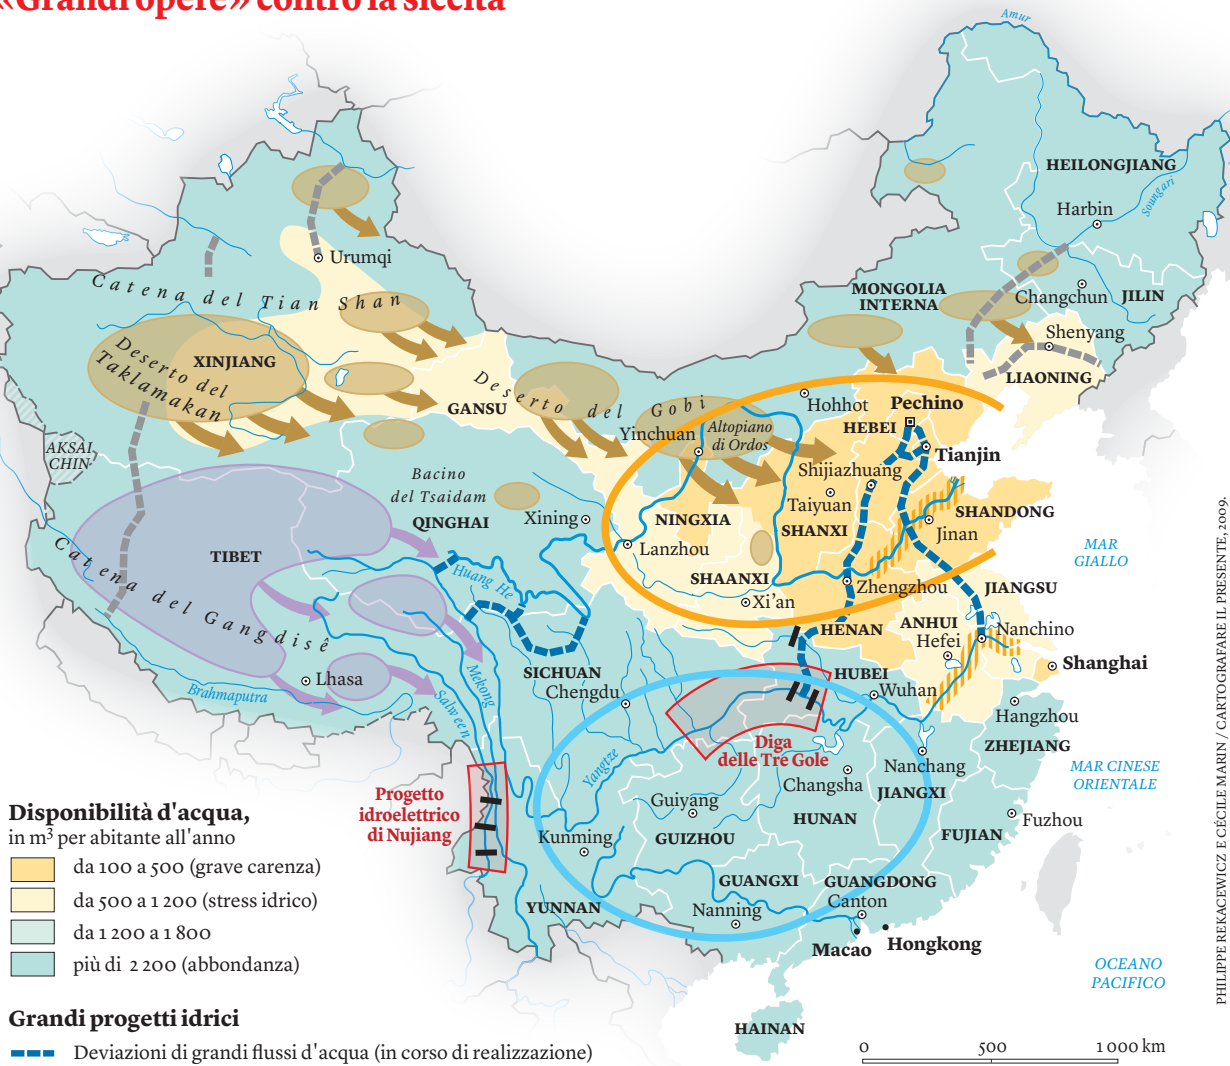 «Grandi opere» contro la siccità
Amur
HEILONGJIANG
Soungari
Harbin
Urumqi
Catena del Tian Shan
MONGOLIA
INTERNA
Changchun
JILIN
Shenyang
LIAONING
Deserto del
Taklamakan
XINJIANG
GANSU
Deserto del Gobi
Hohhot
Pechino
HEBEI
Yinchuan
Altopiano
di Ordos
Tianjin
AKSAI
CHIN
Bacino
del Tsaidam
QINGHAI
Xining
Shijiazhuang
Taiyuan
NINGXIA
SHANXI
SHANDONG
Jinan
Lanzhou
MAR
GIALLO
TIBET
Catena del Gangdisê
Huang He
SHAANXI
Xi'an
Zhengzhou
JIANGSU
HENAN
ANHUI
Hefei
Nanchino
Shanghai
Lhasa
Brahmaputra
Mekong
Salween
SICHUAN
Chengdu
HUBEI
Wuhan
Hangzhou
ZHEJIANG
Diga
delle Tre Gole
Yangtze
Nanchang
Changsha
JIANGXI
MAR CINESE
ORIENTALE
Progetto
idroelettrico
di Nujiang
Guiyang
GUIZHOU
HUNAN
Kunming
FUJIAN
Fuzhou
GUANGXI
GUANGDONG
Canton
YUNNAN
Nanning
Macao
Hongkong
OCEANO
PACIFICO
HAINAN
Disponibilità d'acqua,
in m³ per abitante all'anno
da 100 a 500 (grave carenza)
da 500 a 1 200 (stress idrico)
da 1 200 a 1 800
più di 2 200 (abbondanza)
Grandi progetti idrici
Deviazioni di grandi flussi d'acqua (in corso di realizzazione)
0 500 1 000 km
PHILIPPE REKACEWICZ E CÉCILE MARIN / CARTOGRAFARE IL PRESENTE, 2009.